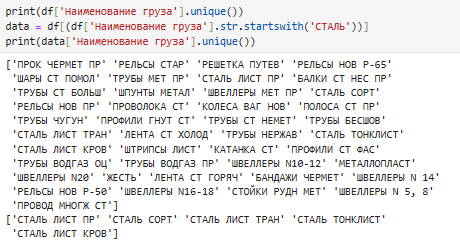 print(df['Наименование груза'].unique())
data = df[(df['Наименование груза'].str.startswith('СТАЛЬ'))]
print(data['Наименование груза'].unique())
['ПРОК ЧЕРМЕТ ПР' 'РЕЛЬСЫ СТАР' 'РЕШЕТКА ПУТЕВ' 'РЕЛЬСЫ НОВ Р-65'
'ШАРЫ СТ ПОМОЛ' 'ТРУБЫ МЕТ ПР' 'СТАЛЬ ЛИСТ ПР' 'БАЛКИ СТ НЕС ПР'
'ТРУБЫ СТ БОЛЬШ' 'ШПУНТЫ МЕТАЛ' 'ШВЕЛЛЕРЫ МЕТ ПР' 'СТАЛЬ СОРТ'
'РЕЛЬСЫ НОВ ПР' 'ПРОВОЛОКА СТ' 'КОЛЕСА ВАГ НОВ' 'ПОЛОСА СТ ПР'
'ТРУБЫ ЧУГУН' 'ПРОФИЛИ ГНУТ СТ' 'ТРУБЫ СТ НЕМЕТ' 'ТРУБЫ БЕСШОВ'
'СТАЛЬ ЛИСТ ТРАН' 'ЛЕНТА СТ ХОЛОД' 'ТРУБЫ НЕРЖАВ' 'СТАЛЬ ТОНКЛИСТ'
'СТАЛЬ ЛИСТ КРОВ' 'ШТРИПСЫ ЛИСТ' 'КАТАНКА СТ' 'ПРОФИЛИ СТ ФАС'
'ТРУБЫ ВОДГАЗ ОЦ' 'ТРУБЫ ВОДГАЗ ПР' 'ШВЕЛЛЕРЫ N10-12' 'МЕТАЛЛОПЛАСТ'
'ШВЕЛЛЕРЫ N20' 'ЖЕСТЬ' 'ЛЕНТА СТ ГОРЯЧ' 'БАНДАЖИ ЧЕРМЕТ' 'ШВЕЛЛЕРЫ N 14'
'РЕЛЬСЫ НОВ Р-50' 'ШВЕЛЛЕРЫ N16-18' 'СТОЙКИ РУДН МЕТ' 'ШВЕЛЛЕРЫ N 5, 8'
'ПРОВОД МНОГЖ СТ']
['СТАЛЬ ЛИСТ ПР' 'СТАЛЬ СОРТ' 'СТАЛЬ ЛИСТ ТРАН' 'СТАЛЬ ТОНКЛИСТ'
'СТАЛЬ ЛИСТ КРОВ']